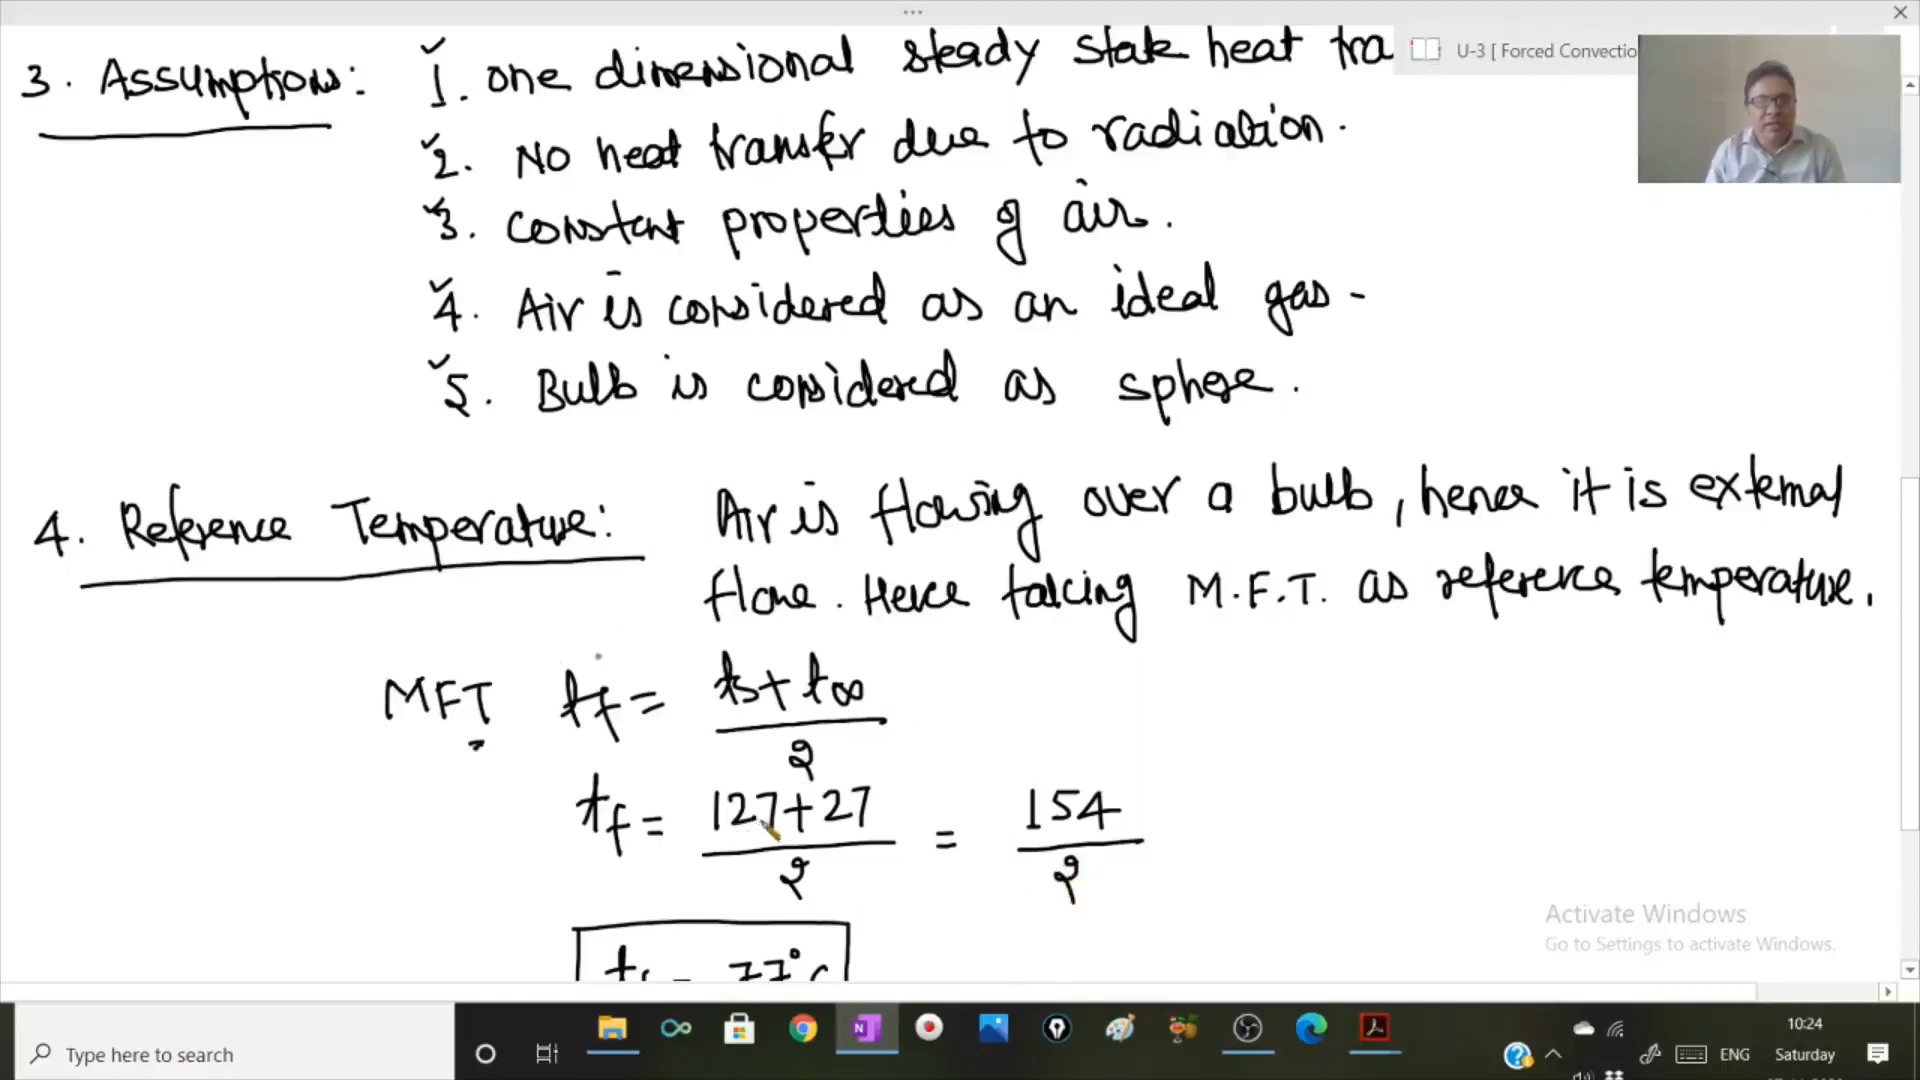 U-3 [ Forced Convectio
3. Assumptions:
1. one dimensional steady state heat tra
2. No heat transfer due to radiation.
3. constant properties of air.
4. Air is considered as an ideal gas-
5. Bulb is considered as sphere.
4. Reference Temperature: Air is flowing over a bulb, hence it is external
flow. Hence taking M.F.T. as reference temperature.
MFT tf = ts + t∞ / 2
tf = 127+27 / 2 = 154 / 2
77°C
Activate Windows
Go to Settings to activate Windows.
Type here to search
ENG
10:24
Saturday